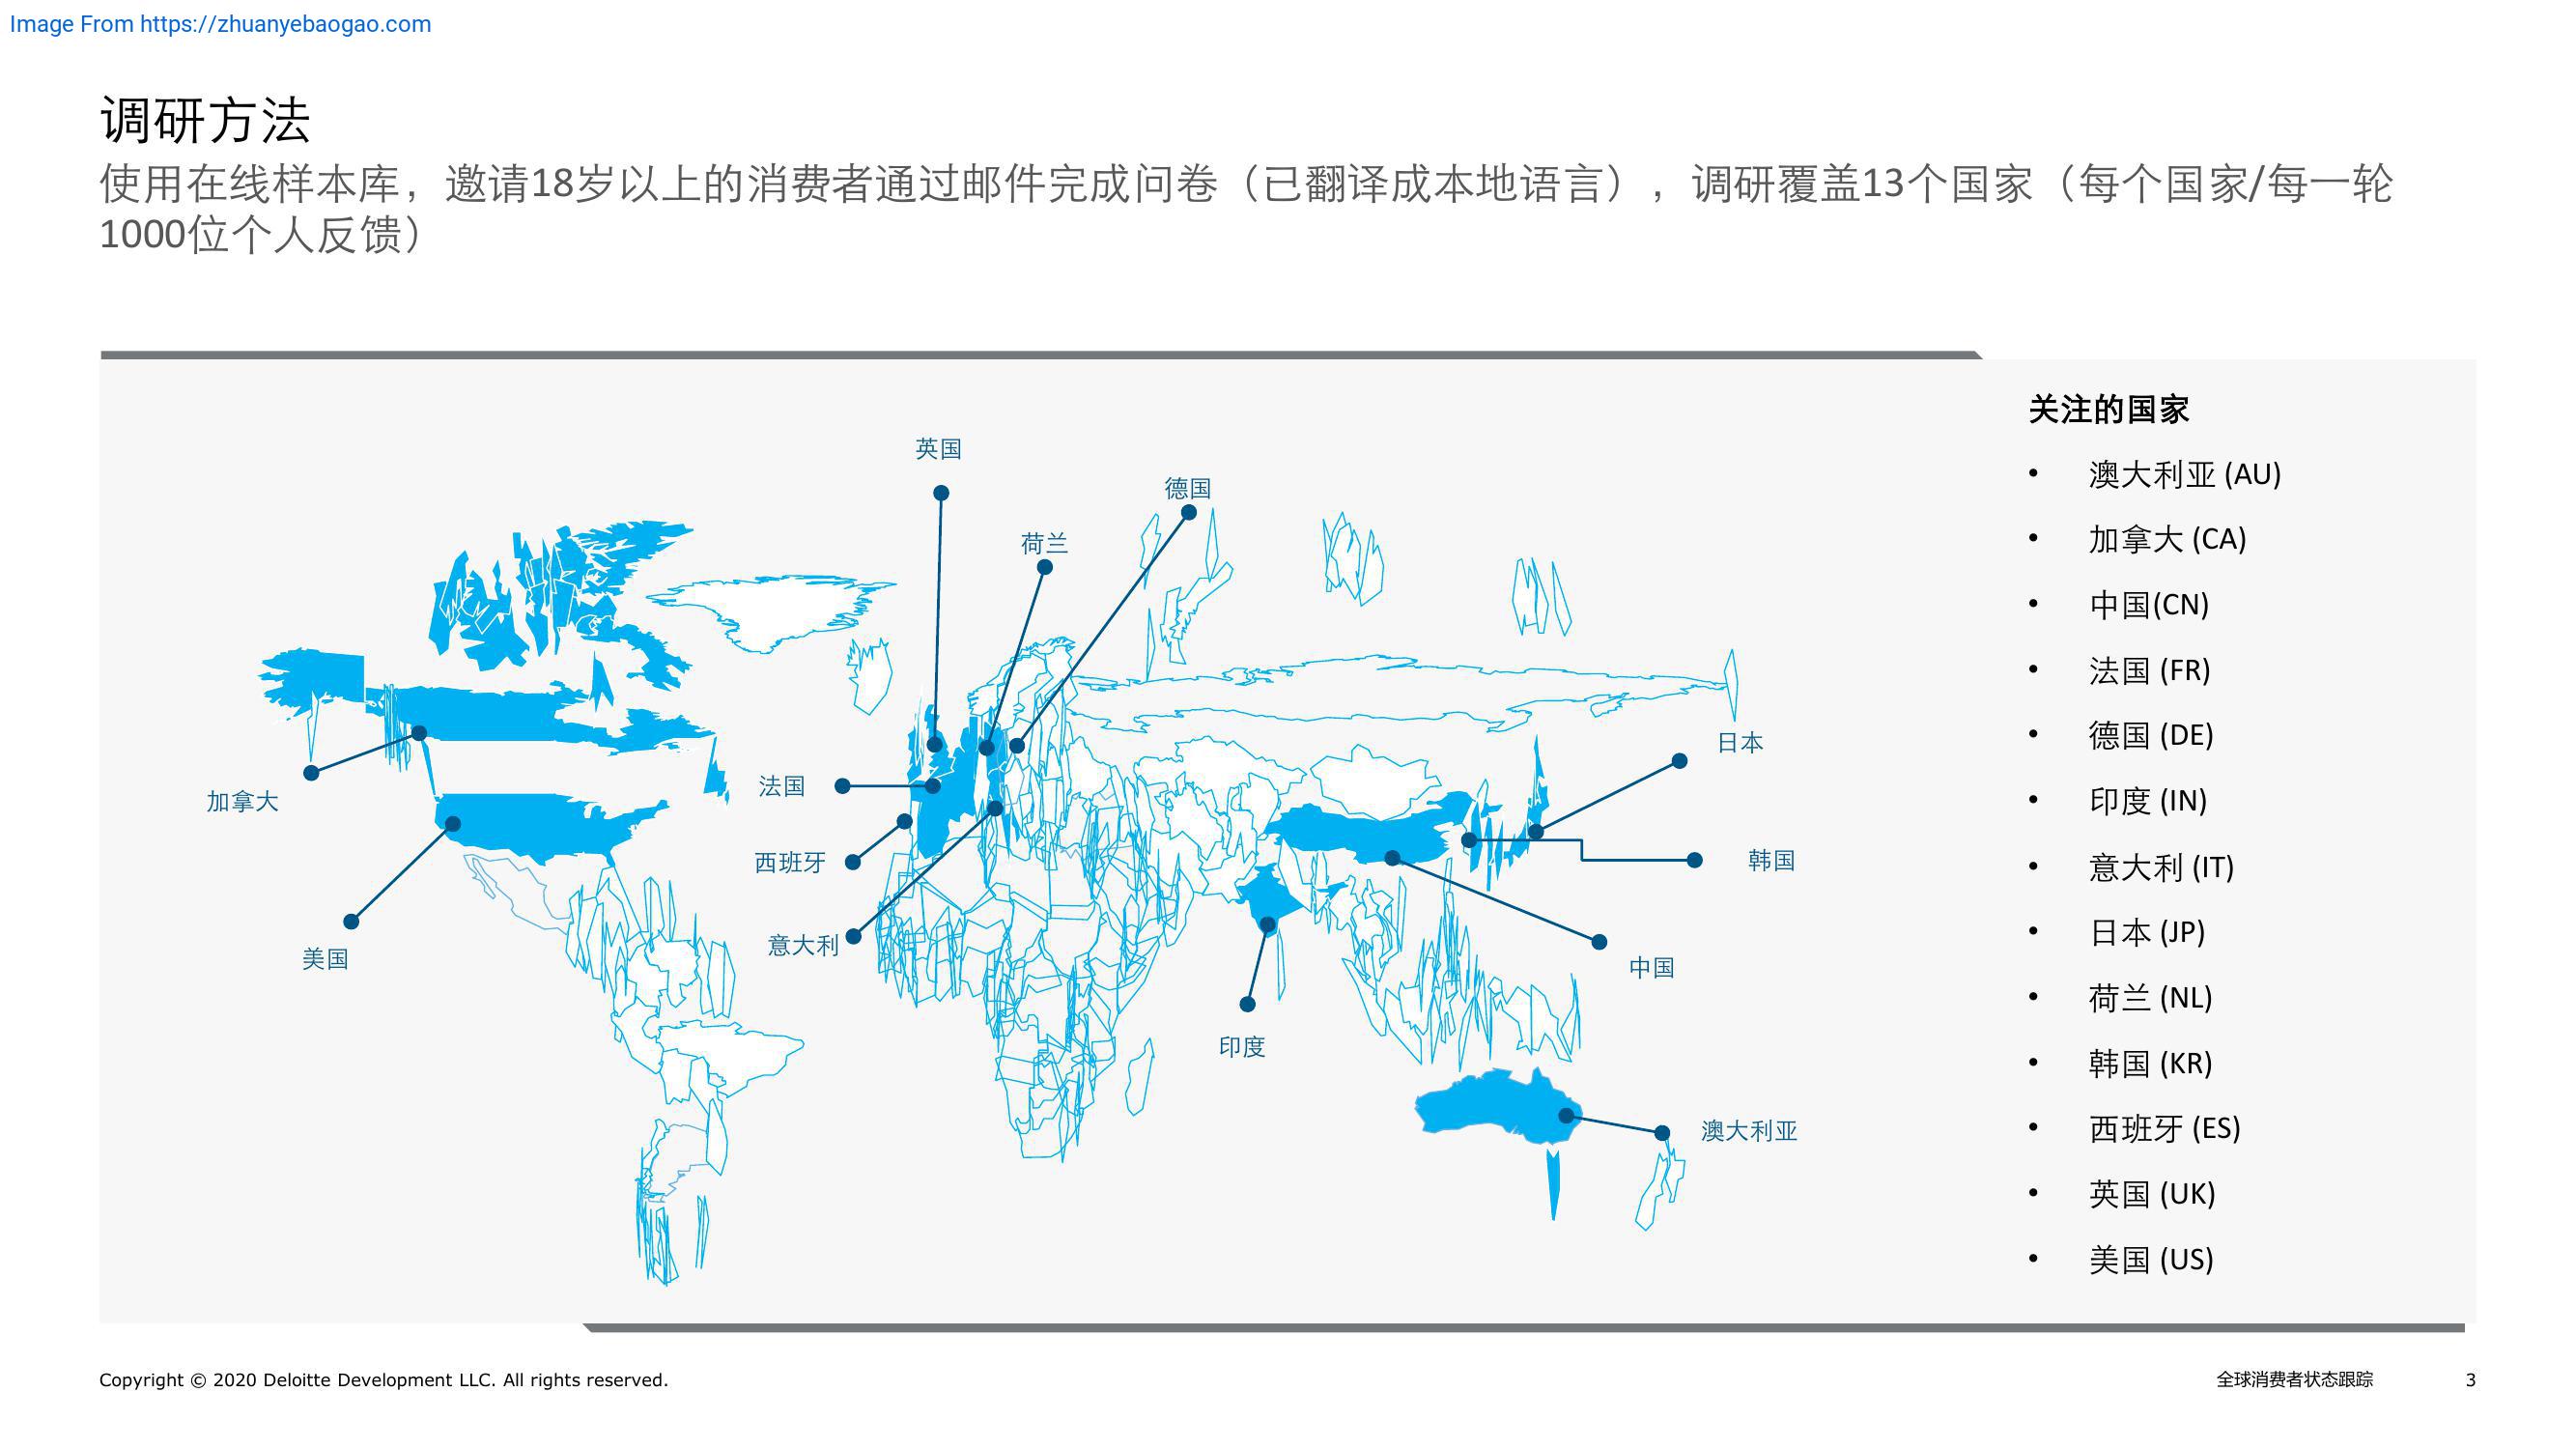 Image From https://zhuanyebaogao.com
调研方法
使用在线样本库，邀请18岁以上的消费者通过邮件完成问卷（已翻译成本地语言），调研覆盖13个国家（每个国家/每一轮
1000位个人反馈）
英国
德国
荷兰
日本
法国
加拿大
韩国
西班牙
意大利
美国
中国
印度
澳大利亚
关注的国家
• 澳大利亚 (AU)
• 加拿大 (CA)
• 中国(CN)
• 法国 (FR)
• 德国 (DE)
• 印度 (IN)
• 意大利 (IT)
• 日本 (JP)
• 荷兰 (NL)
• 韩国 (KR)
• 西班牙 (ES)
• 英国 (UK)
• 美国 (US)
Copyright © 2020 Deloitte Development LLC. All rights reserved.
全球消费者状态跟踪
3